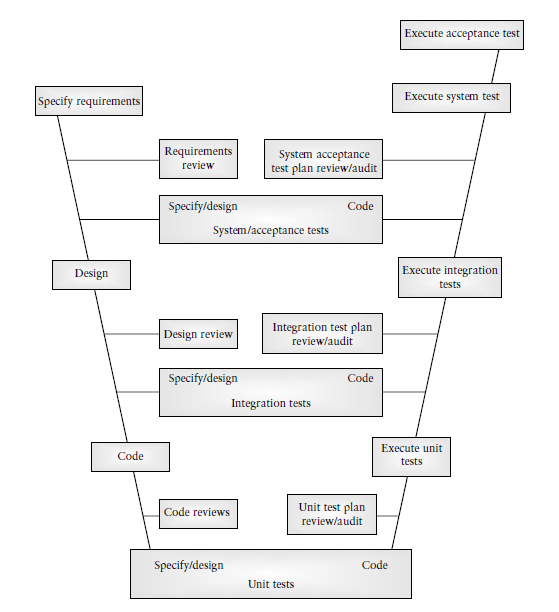 Execute acceptance test
Execute system test
Specify requirements
Requirements
review
System acceptance
test plan review/audit
Specify/design Code
System/acceptance tests
Design
Execute integration
tests
Design review
Integration test plan
review/audit
Specify/design Code
Integration tests
Code
Execute unit
tests
Code reviews
Unit test plan
review/audit
Specify/design Code
Unit tests